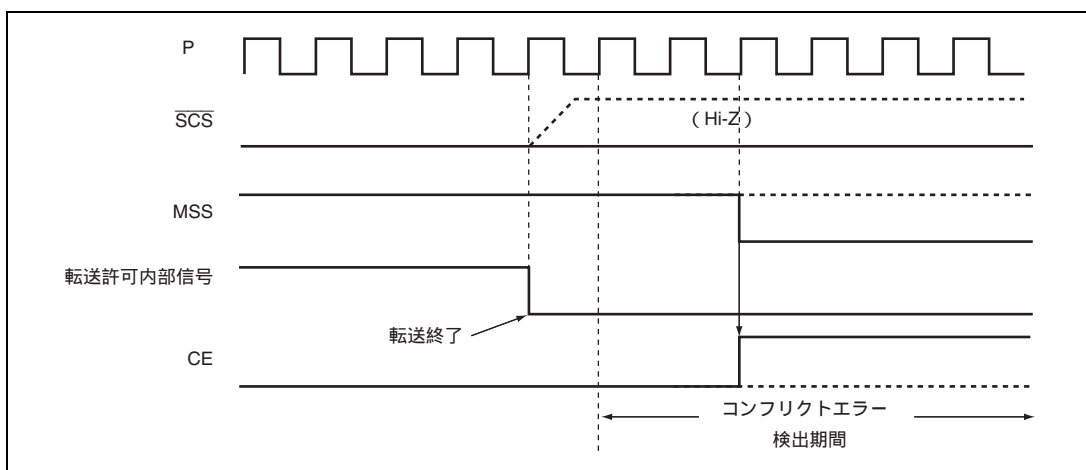 P
SCS
(Hi-Z)
MSS
転送許可内部信号
転送終了
CE
コンフリクトエラー
検出期間